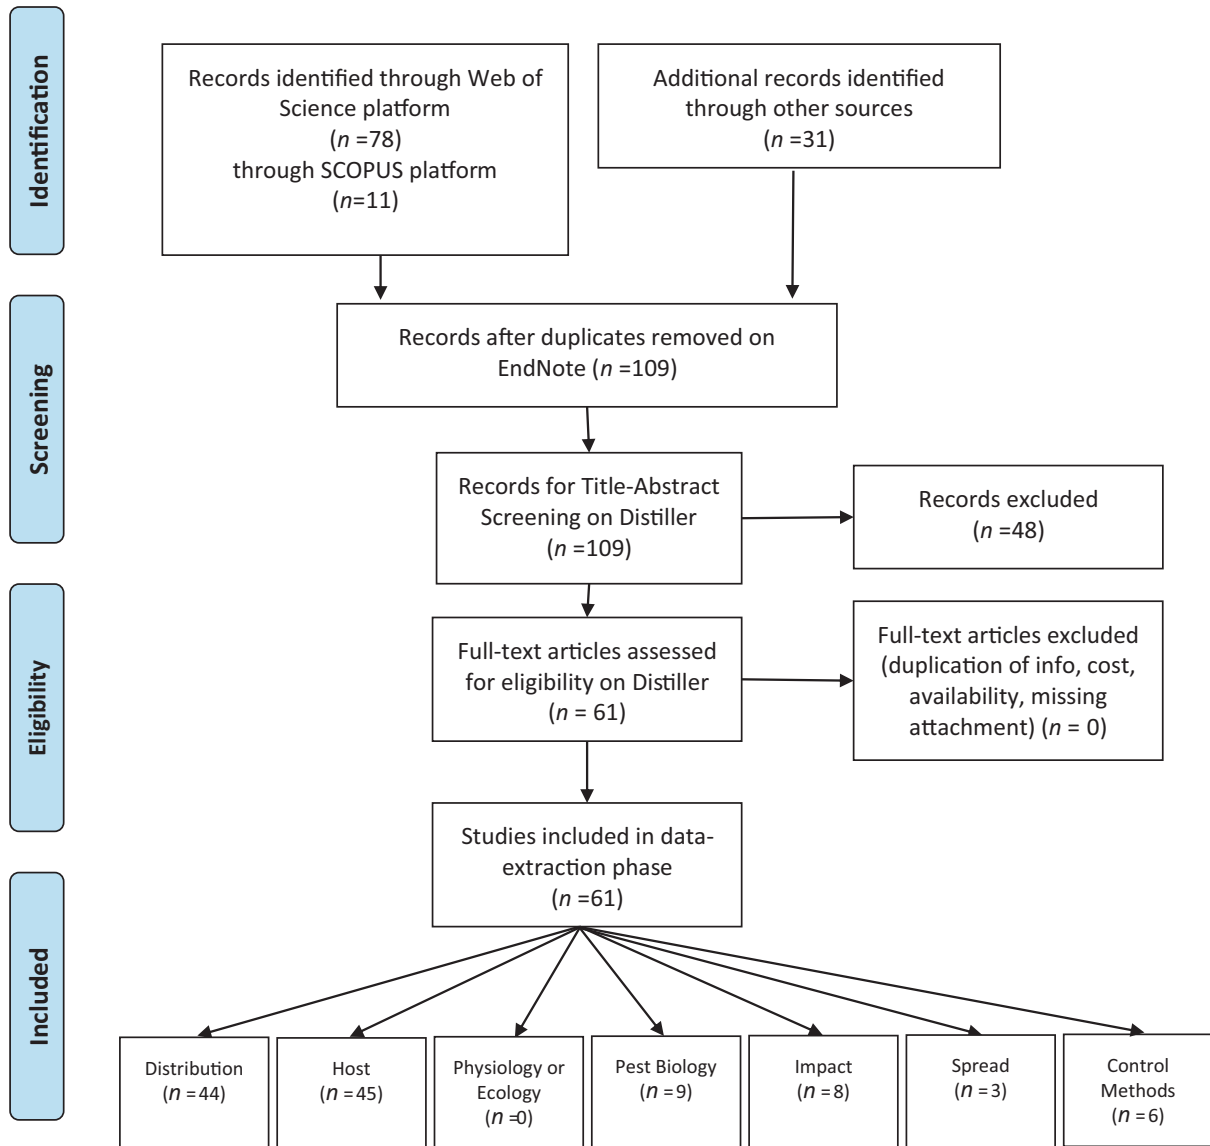 Identification
Records identified through Web of
Science platform
(n =78)
through SCOPUS platform
(n=11)
Additional records identified
through other sources
(n =31)
Screening
Records after duplicates removed on
EndNote (n =109)
Records for Title-Abstract
Screening on Distiller
(n =109)
Records excluded
(n =48)
Eligibility
Full-text articles assessed
for eligibility on Distiller
(n = 61)
Full-text articles excluded
(duplication of info, cost,
availability, missing
attachment) (n = 0)
Included
Studies included in data-
extraction phase
(n =61)
Distribution
(n =44)
Host
(n =45)
Physiology or
Ecology
(n =0)
Pest Biology
(n =9)
Impact
(n =8)
Spread
(n =3)
Control
Methods
(n =6)